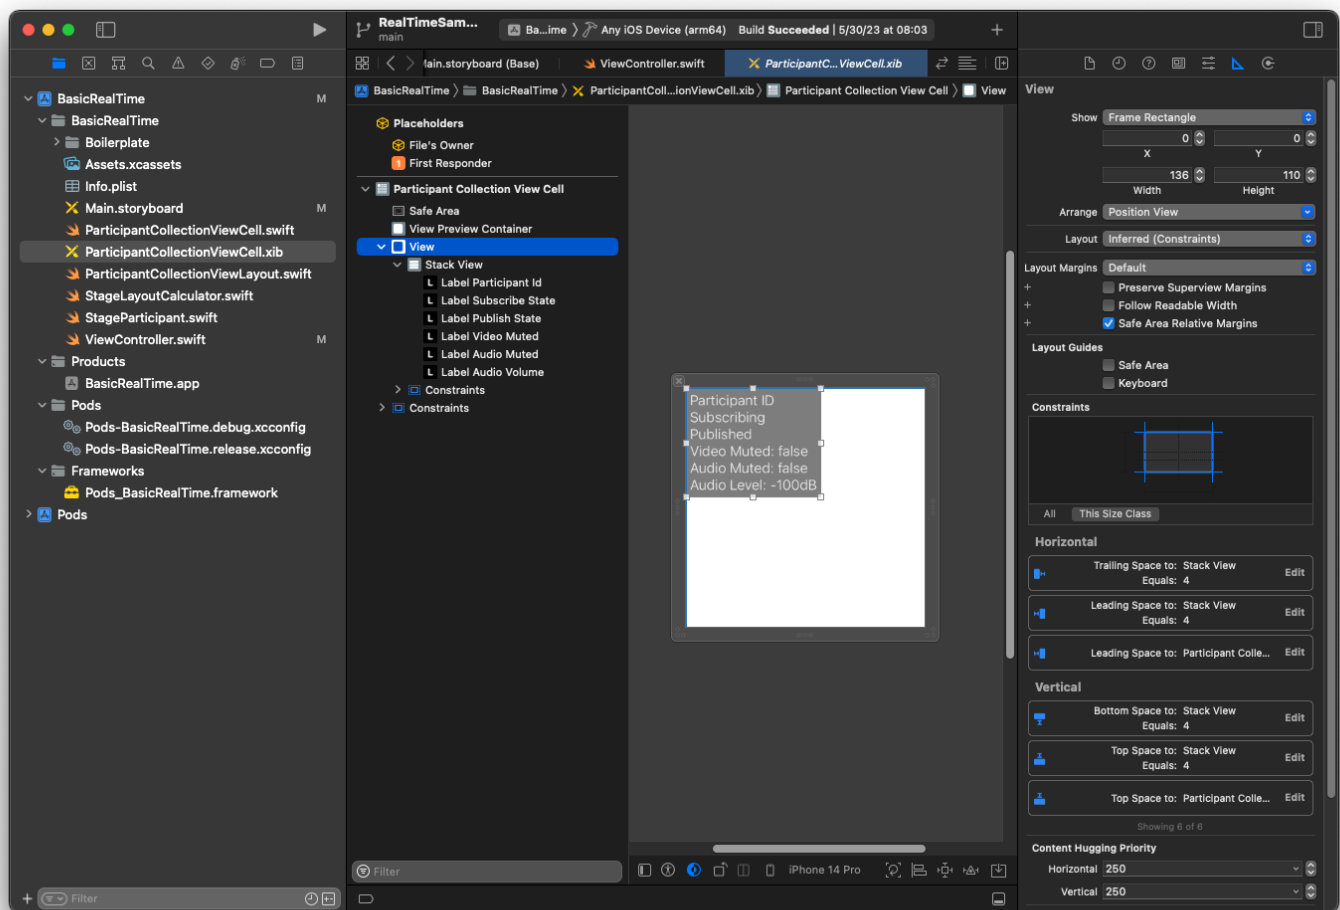 RealTimeSam...
main
Ba...ime
Any iOS Device (arm64)
Build Succeeded | 5/30/23 at 08:03
BasicRealTime
M
BasicRealTime
Boilerplate
Assets.xcassets
Info.plist
Main.storyboard
M
ParticipantCollectionViewCell.swift
ParticipantCollectionViewCell.xib
ParticipantCollectionViewLayout.swift
StageLayoutCalculator.swift
StageParticipant.swift
ViewController.swift
M
Products
BasicRealTime.app
Pods
Pods-BasicRealTime.debug.xcconfig
Pods-BasicRealTime.release.xcconfig
Frameworks
Pods_BasicRealTime.framework
Pods
Filter
Main.storyboard (Base)
ViewController.swift
ParticipantC...ViewCell.xib
BasicRealTime
BasicRealTime
ParticipantColl...ionViewCell.xib
Participant Collection View Cell
View
Placeholders
File's Owner
1 First Responder
Participant Collection View Cell
Safe Area
View Preview Container
View
Stack View
L Label Participant Id
L Label Subscribe State
L Label Publish State
L Label Video Muted
L Label Audio Muted
L Label Audio Volume
Constraints
Constraints
Filter
Participant ID
Subscribing
Published
Video Muted: false
Audio Muted: false
Audio Level: -100dB
iPhone 14 Pro
View
Show Frame Rectangle
0 0
X Y
136 110
Width Height
Arrange Position View
Layout Inferred (Constraints)
Layout Margins Default
Preserve Superview Margins
Follow Readable Width
Safe Area Relative Margins
Layout Guides
Safe Area
Keyboard
Constraints
All This Size Class
Horizontal
Trailing Space to: Stack View
Equals: 4
Edit
Leading Space to: Stack View
Equals: 4
Edit
Leading Space to: Participant Colle...
Edit
Vertical
Bottom Space to: Stack View
Equals: 4
Edit
Top Space to: Stack View
Equals: 4
Edit
Top Space to: Participant Colle...
Edit
Showing 6 of 6
Content Hugging Priority
Horizontal 250
Vertical 250